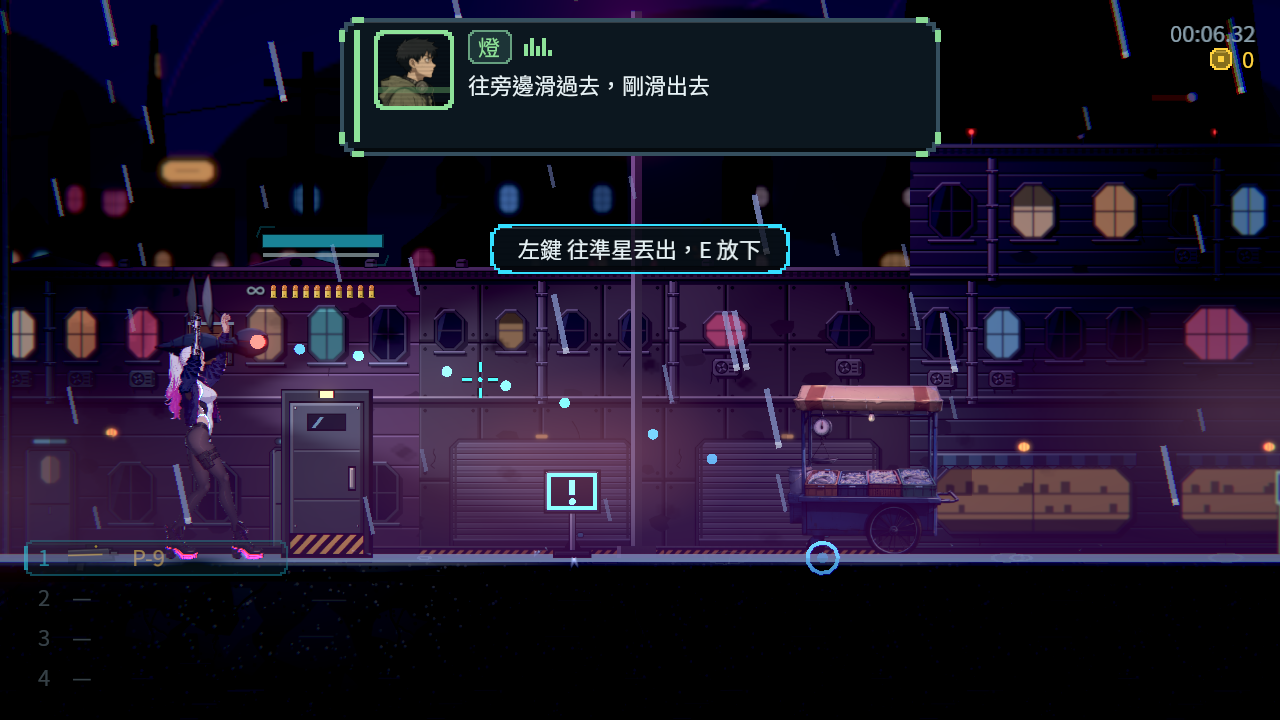 00:06.32
0
燈
往旁邊滑過去，剛滑出去
左鍵 往準星丟出，E 放下
∞
!
1 P-9
2 —
3 —
4 —